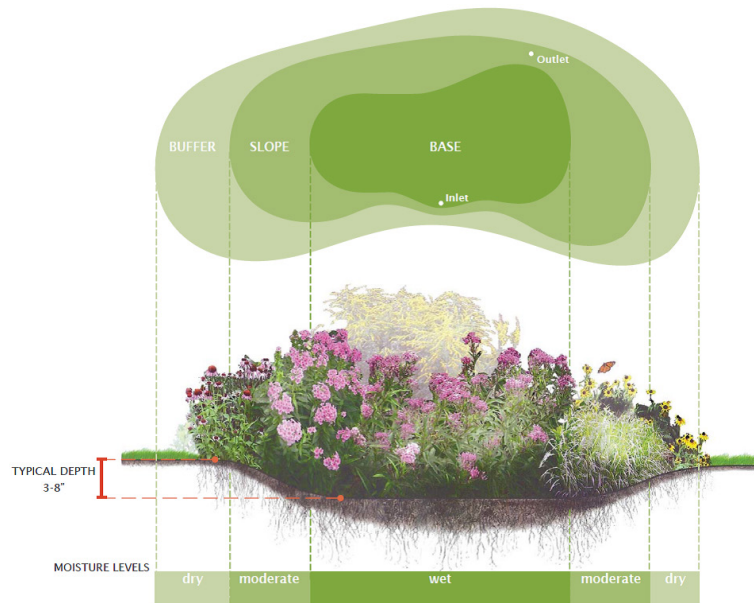 Outlet
BUFFER SLOPE BASE
Inlet
TYPICAL DEPTH
3-8"
MOISTURE LEVELS
dry moderate wet moderate dry